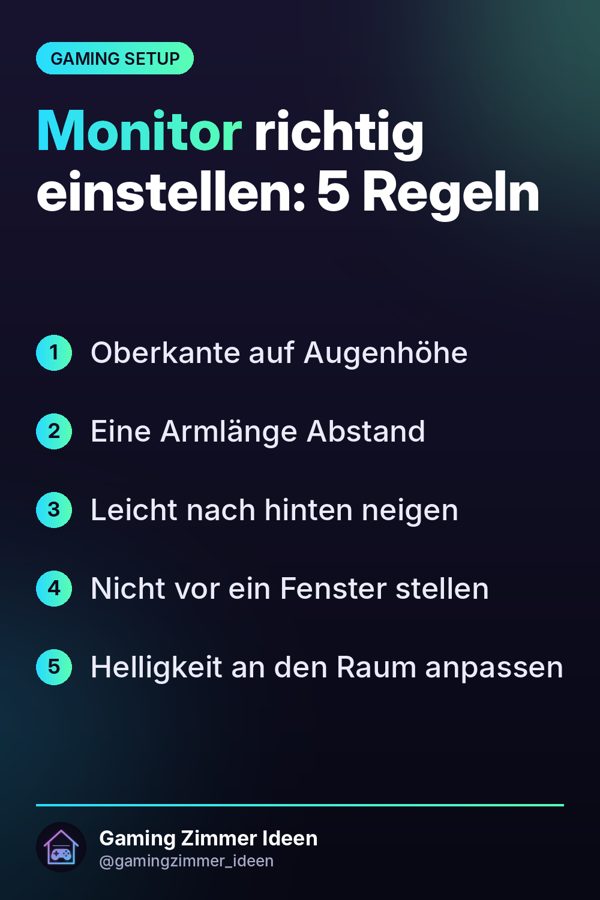 GAMING SETUP
Monitor richtig
einstellen: 5 Regeln
1 Oberkante auf Augenhöhe
2 Eine Armlänge Abstand
3 Leicht nach hinten neigen
4 Nicht vor ein Fenster stellen
5 Helligkeit an den Raum anpassen
Gaming Zimmer Ideen
@gamingzimmer_ideen